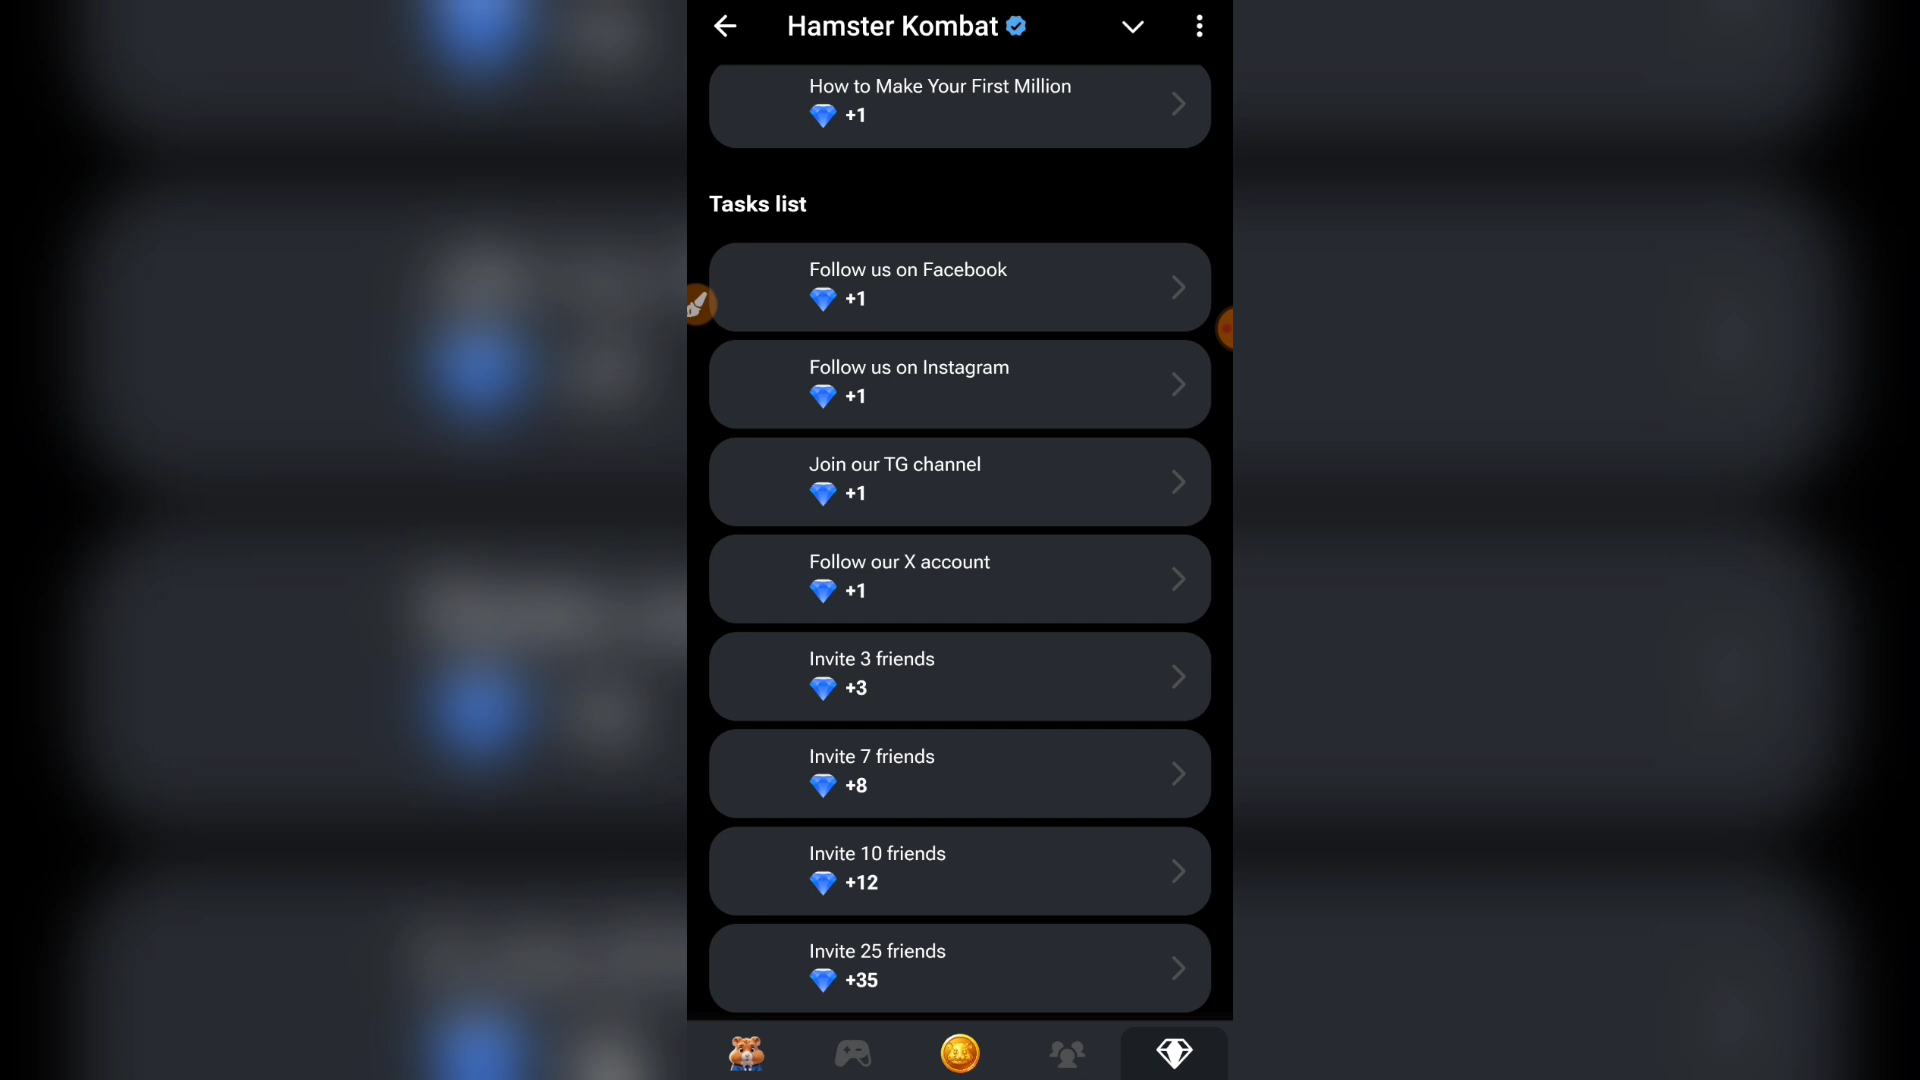 Hamster Kombat
How to Make Your First Million
+1
Tasks list
Follow us on Facebook
+1
Follow us on Instagram
+1
Join our TG channel
+1
Follow our X account
+1
Invite 3 friends
+3
Invite 7 friends
+8
Invite 10 friends
+12
Invite 25 friends
+35